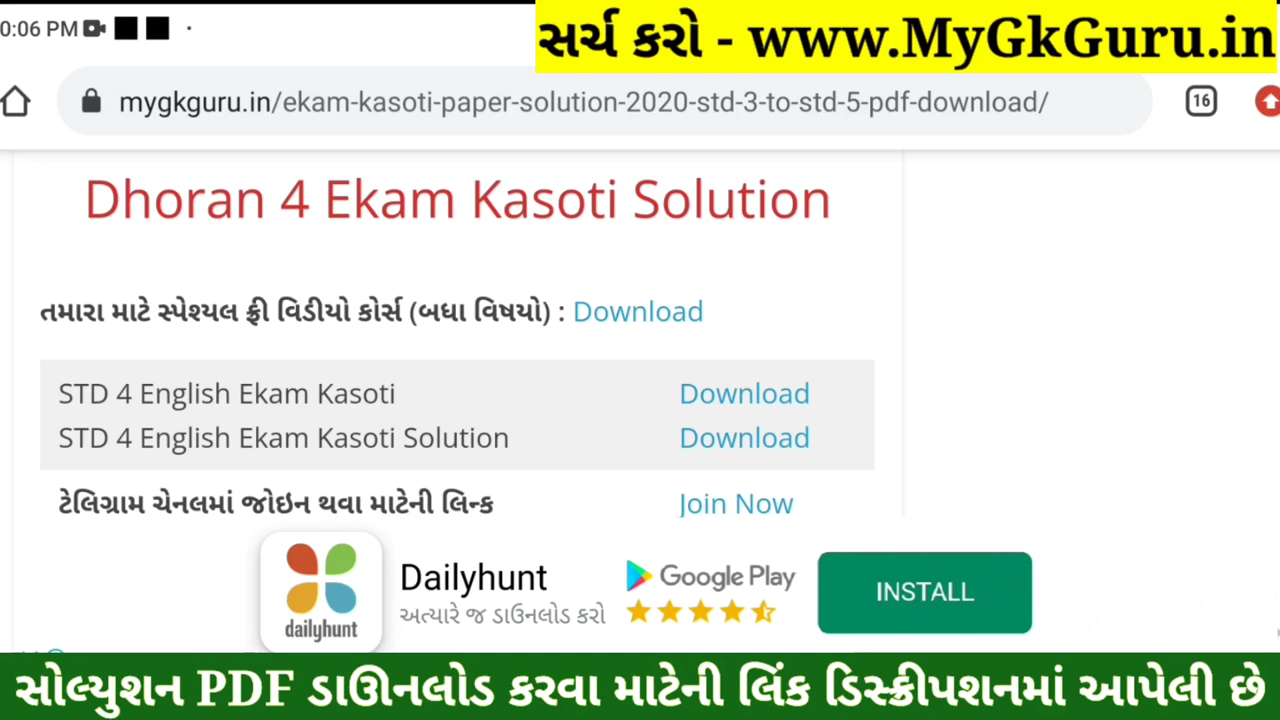 0:06 PM
સર્ચ કરો - www.MyGkGuru.in
mygkguru.in/ekam-kasoti-paper-solution-2020-std-3-to-std-5-pdf-download/
16
Dhoran 4 Ekam Kasoti Solution
તમારા માટે સ્પેશ્યલ ફ્રી વિડીયો કોર્સ (બધા વિષયો) : Download
STD 4 English Ekam Kasoti Download
STD 4 English Ekam Kasoti Solution Download
ટેલિગ્રામ ચેનલમાં જોઇન થવા માટેની લિન્ક Join Now
Dailyhunt
અત્યારે જ ડાઉનલોડ કરો
dailyhunt
Google Play
INSTALL
સોલ્યુશન PDF ડાઊનલોડ કરવા માટેની લિંક ડિસ્ક્રીપશનમાં આપેલી છે